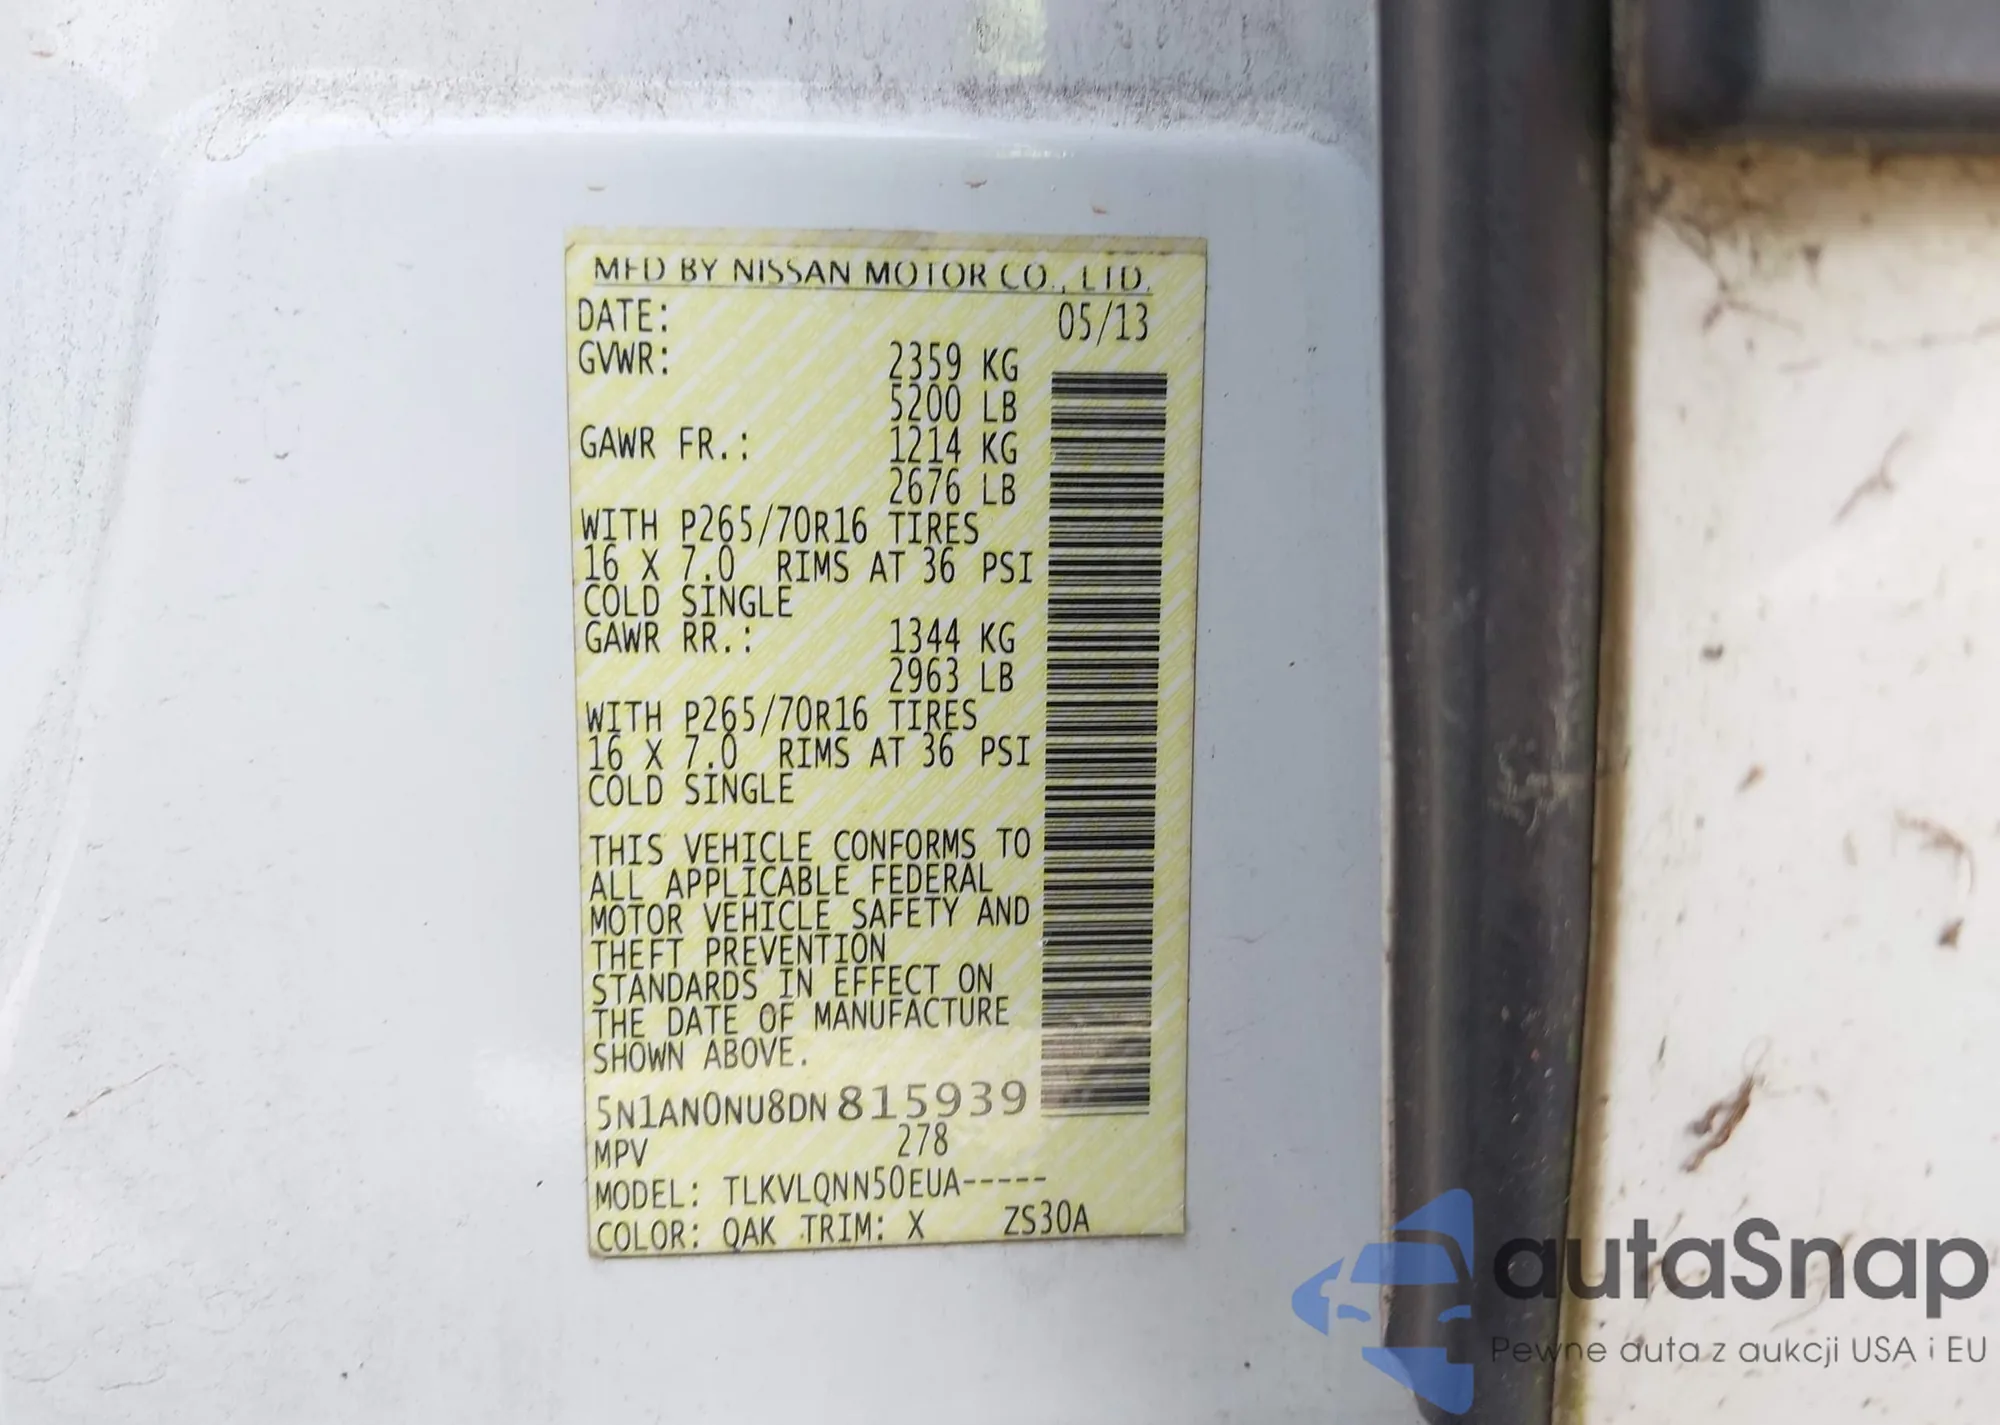 MFD BY NISSAN MOTOR CO., LTD.
DATE: 05/13
GVWR: 2359 KG
5200 LB
GAWR FR.: 1214 KG
2676 LB
WITH P265/70R16 TIRES
16 X 7.0 RIMS AT 36 PSI
COLD SINGLE
GAWR RR.: 1344 KG
2963 LB
WITH P265/70R16 TIRES
16 X 7.0 RIMS AT 36 PSI
COLD SINGLE
THIS VEHICLE CONFORMS TO
ALL APPLICABLE FEDERAL
MOTOR VEHICLE SAFETY AND
THEFT PREVENTION
STANDARDS IN EFFECT ON
THE DATE OF MANUFACTURE
SHOWN ABOVE.
5N1AN0NU8DN 815939
MPV 278
MODEL: TLKVLQNN50EUA-----
COLOR: QAK TRIM: X ZS30A
autaSnap
Pewne auta z aukcji USA i EU